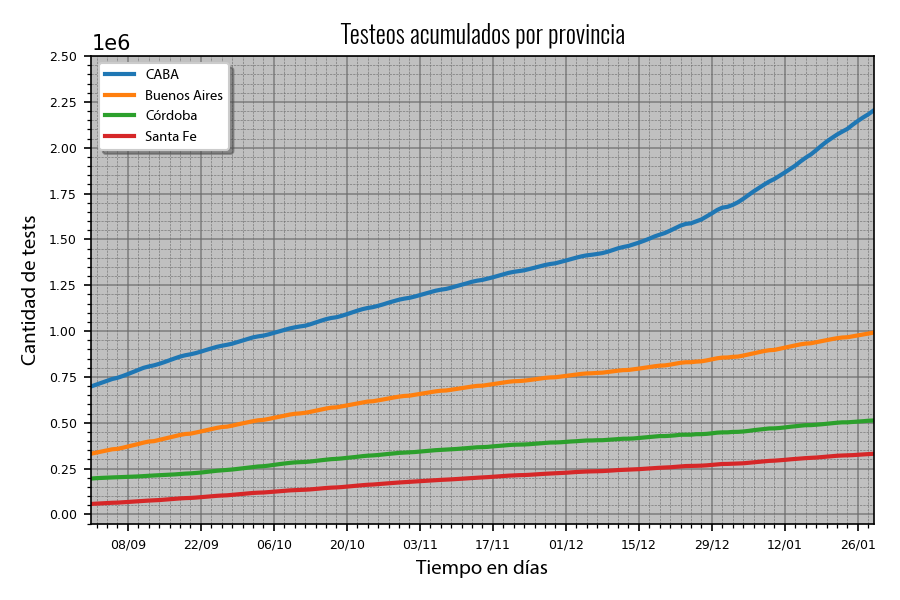 Testeos acumulados por provincia
1e6
2.50
2.25
2.00
1.75
1.50
1.25
1.00
0.75
0.50
0.25
0.00
CABA
Buenos Aires
Córdoba
Santa Fe
Cantidad de tests
08/09 22/09 06/10 20/10 03/11 17/11 01/12 15/12 29/12 12/01 26/01
Tiempo en días